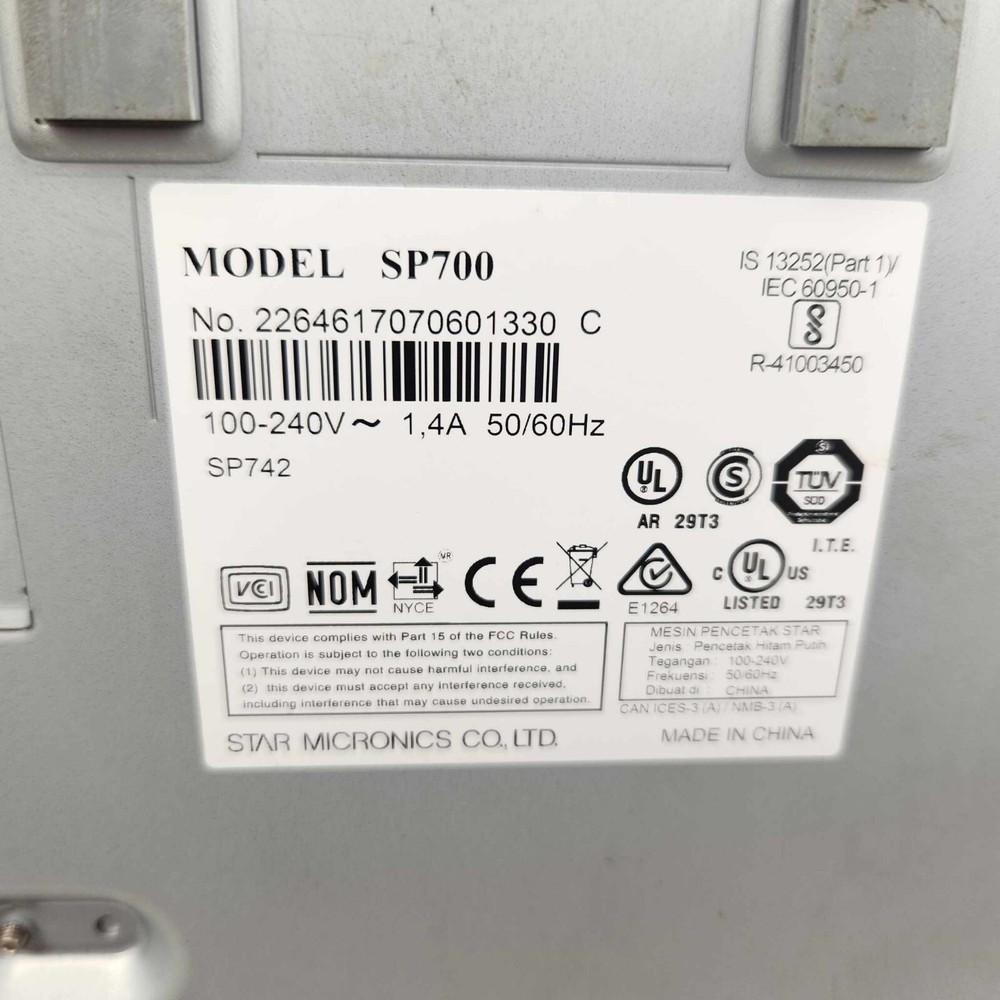 MODEL SP700
IS 13252(Part 1)/
IEC 60950-1
No. 2264617070601330 C
R-41003450
100-240V～ 1,4A 50/60Hz
SP742
UL
S
TÜV
SÜD
AR 29T3
I.T.E.
VCI
NOM
NYCE
CE
E1264
C UL US
LISTED 29T3
This device complies with Part 15 of the FCC Rules.
Operation is subject to the following two conditions:
(1) This device may not cause harmful interference, and
(2) this device must accept any interference received,
including interference that may cause undesired operation.
MESIN PENCETAK STAR
Jenis : Pencetak Hitam Putih
Tegangan : 100-240V
Frekuensi : 50/60Hz
Dibuat di : CHINA
CAN ICES-3 (A) / NMB-3 (A)
STAR MICRONICS CO., LTD.
MADE IN CHINA